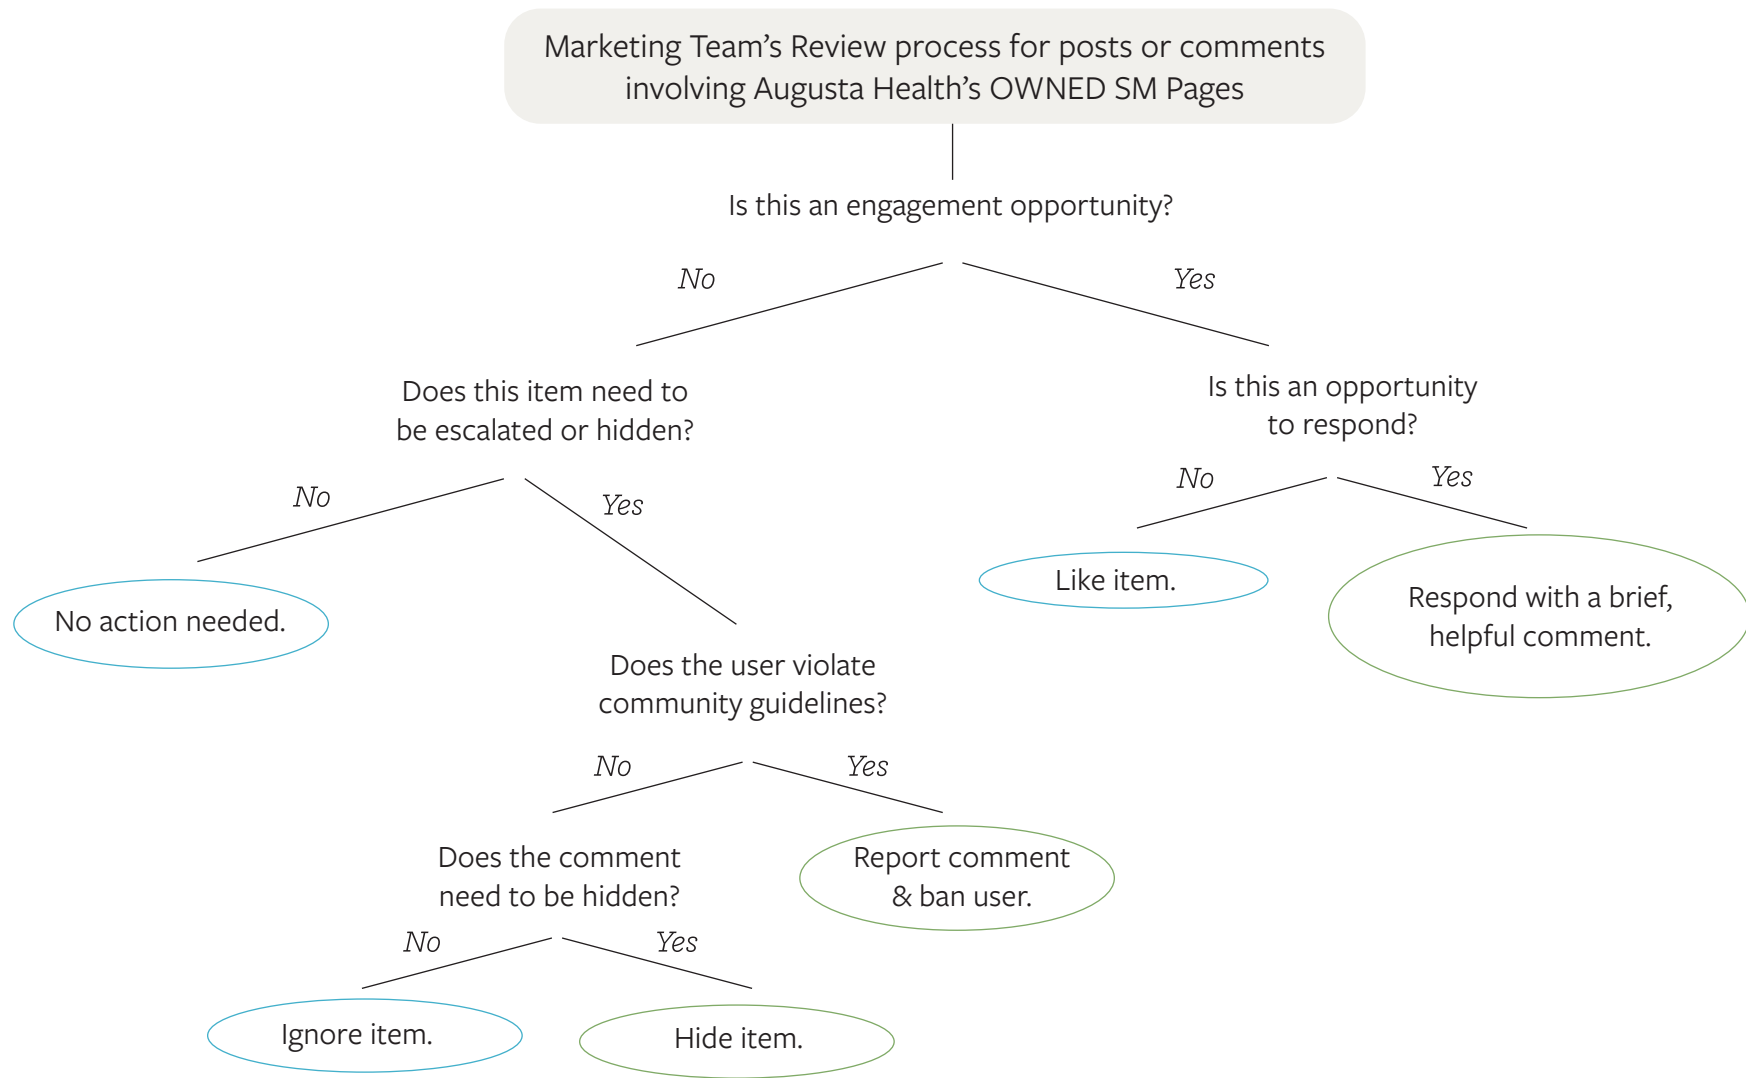 Marketing Team’s Review process for posts or comments
involving Augusta Health’s OWNED SM Pages
Is this an engagement opportunity?
No
Yes
Does this item need to
be escalated or hidden?
Is this an opportunity
to respond?
No
Yes
No
Yes
No action needed.
Like item.
Respond with a brief,
helpful comment.
Does the user violate
community guidelines?
No
Yes
Does the comment
need to be hidden?
Report comment
& ban user.
No
Yes
Ignore item.
Hide item.